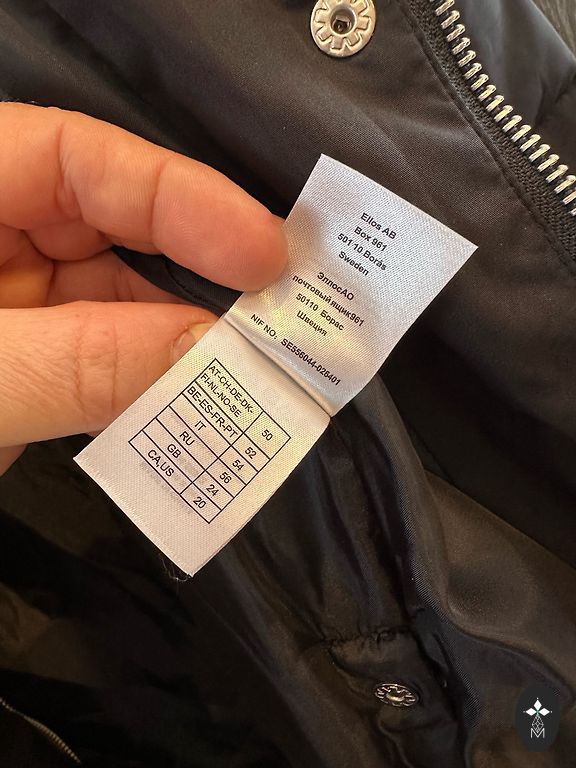 Ellos AB
Box 961
501 10 Borås
Sweden
ЭллосАО
почтовый ящик961
50110 Борас
Швеция
NIF NO: SE556044-026401
AT-CH-DE-DK-
FI-NL-NO-SE 50
BE-ES-FR-PT 52
IT 54
RU 56
GB 24
CA,US 20
M